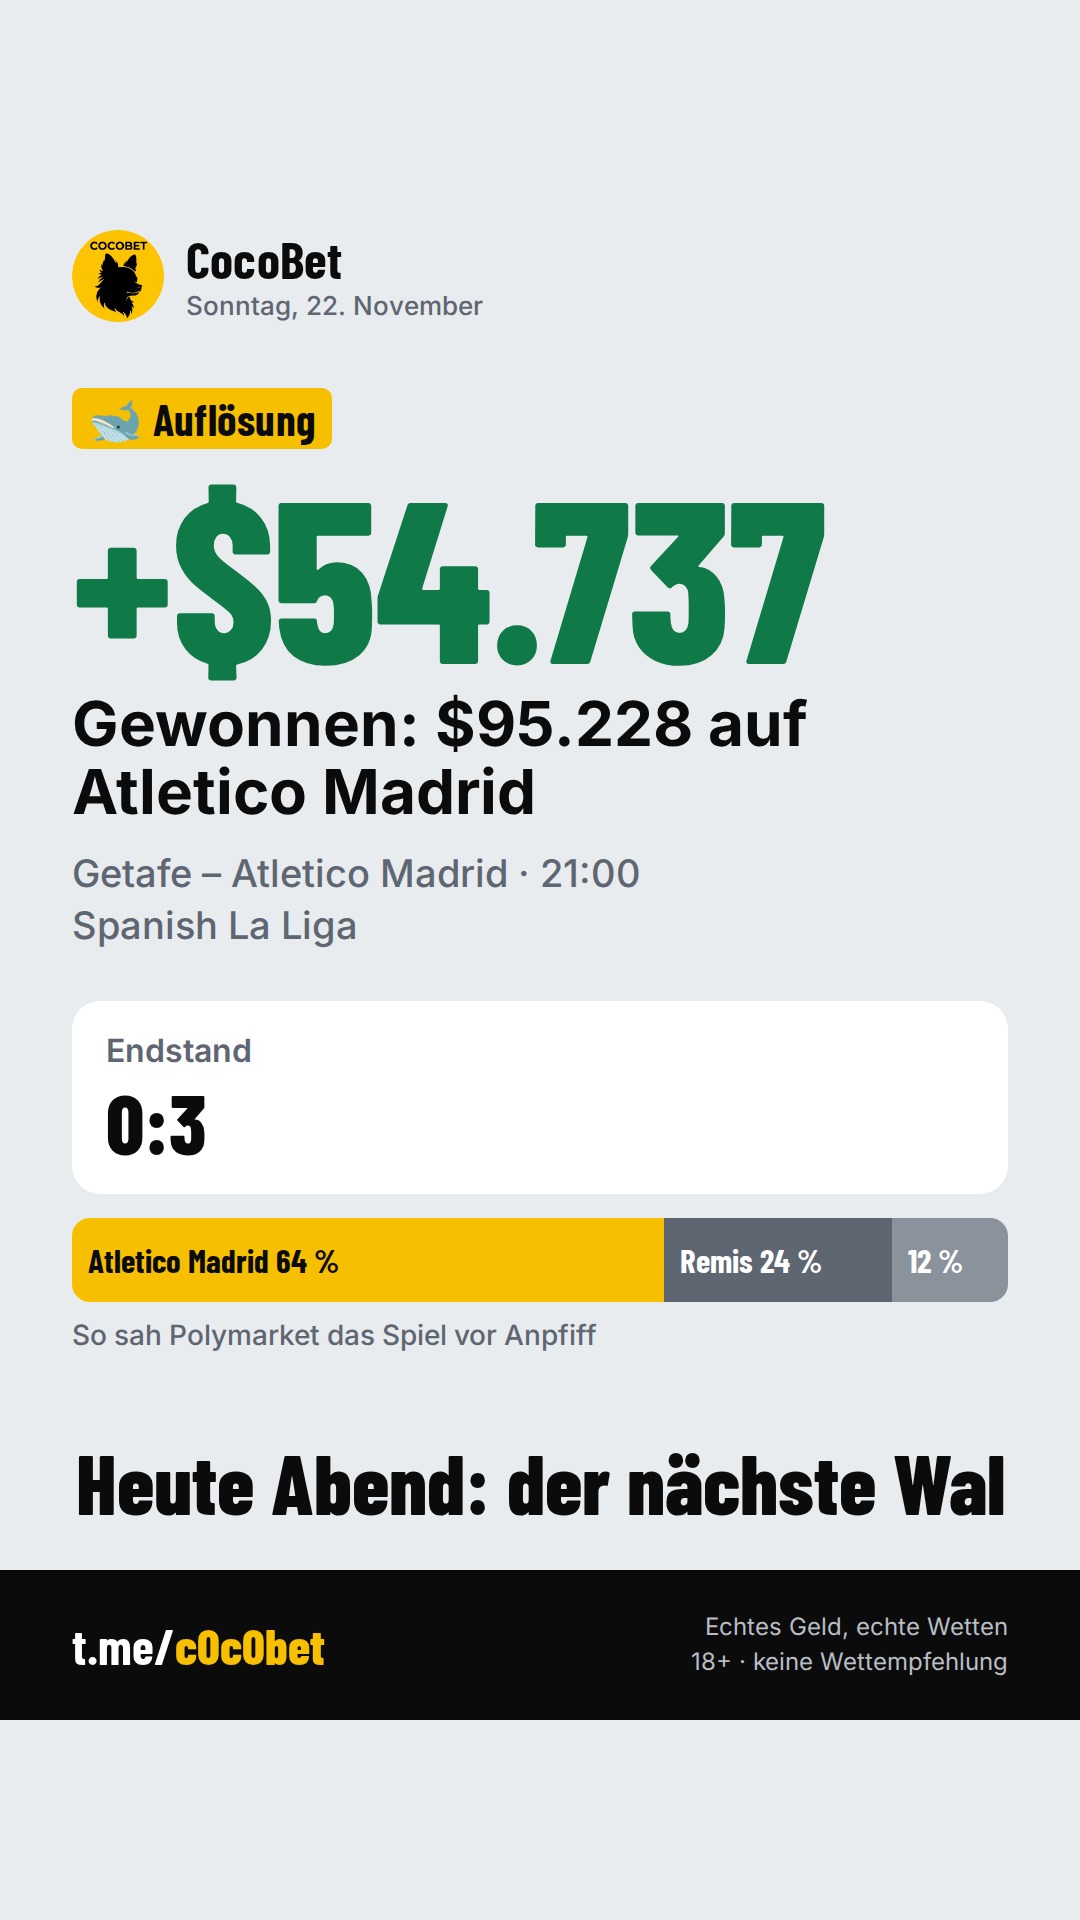 COCOBET
CocoBet
Sonntag, 22. November
🐳 Auflösung
+$54.737
Gewonnen: $95.228 auf
Atletico Madrid
Getafe – Atletico Madrid · 21:00
Spanish La Liga
Endstand
0:3
Atletico Madrid 64 % Remis 24 % 12 %
So sah Polymarket das Spiel vor Anpfiff
Heute Abend: der nächste Wal
t.me/c0c0bet
Echtes Geld, echte Wetten
18+ · keine Wettempfehlung